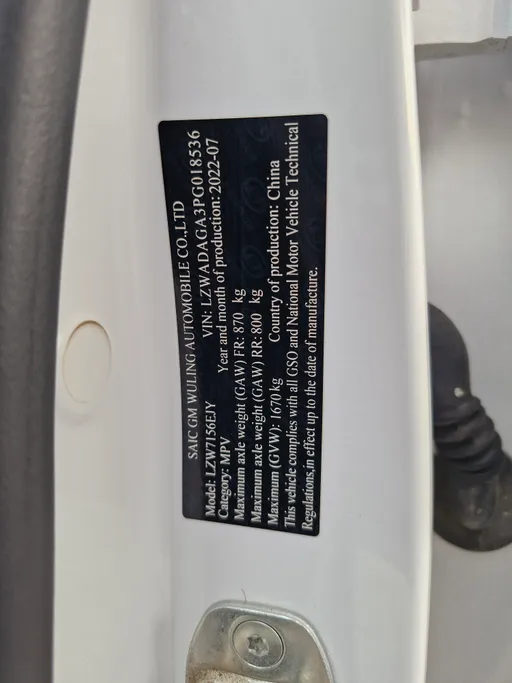 SAIC GM WULING AUTOMOBILE CO.,LTD
Model: LZW7156EJY VIN: LZWADAGA3PG018536
Category: MPV Year and month of production: 2022-07
Maximum axle weight (GAW) FR: 870 kg
Maximum axle weight (GAW) RR: 800 kg
Maximum (GVW): 1670 kg Country of production: China
This vehicle complies with all GSO and National Motor Vehicle Technical
Regulations,in effect up to the date of manufacture.